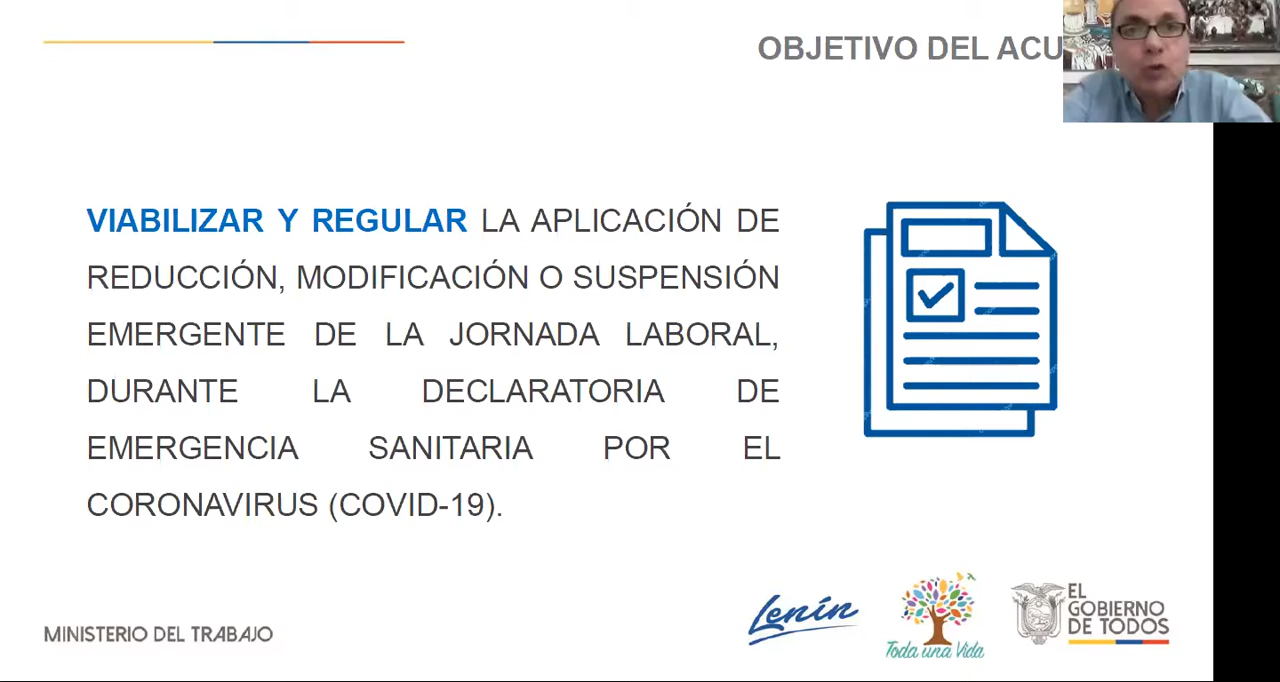 OBJETIVO DEL ACU
VIABILIZAR Y REGULAR LA APLICACIÓN DE
REDUCCIÓN, MODIFICACIÓN O SUSPENSIÓN
EMERGENTE DE LA JORNADA LABORAL,
DURANTE LA DECLARATORIA DE
EMERGENCIA SANITARIA POR EL
CORONAVIRUS (COVID-19).
MINISTERIO DEL TRABAJO
Lenín
Toda una Vida
EL
GOBIERNO
DE TODOS